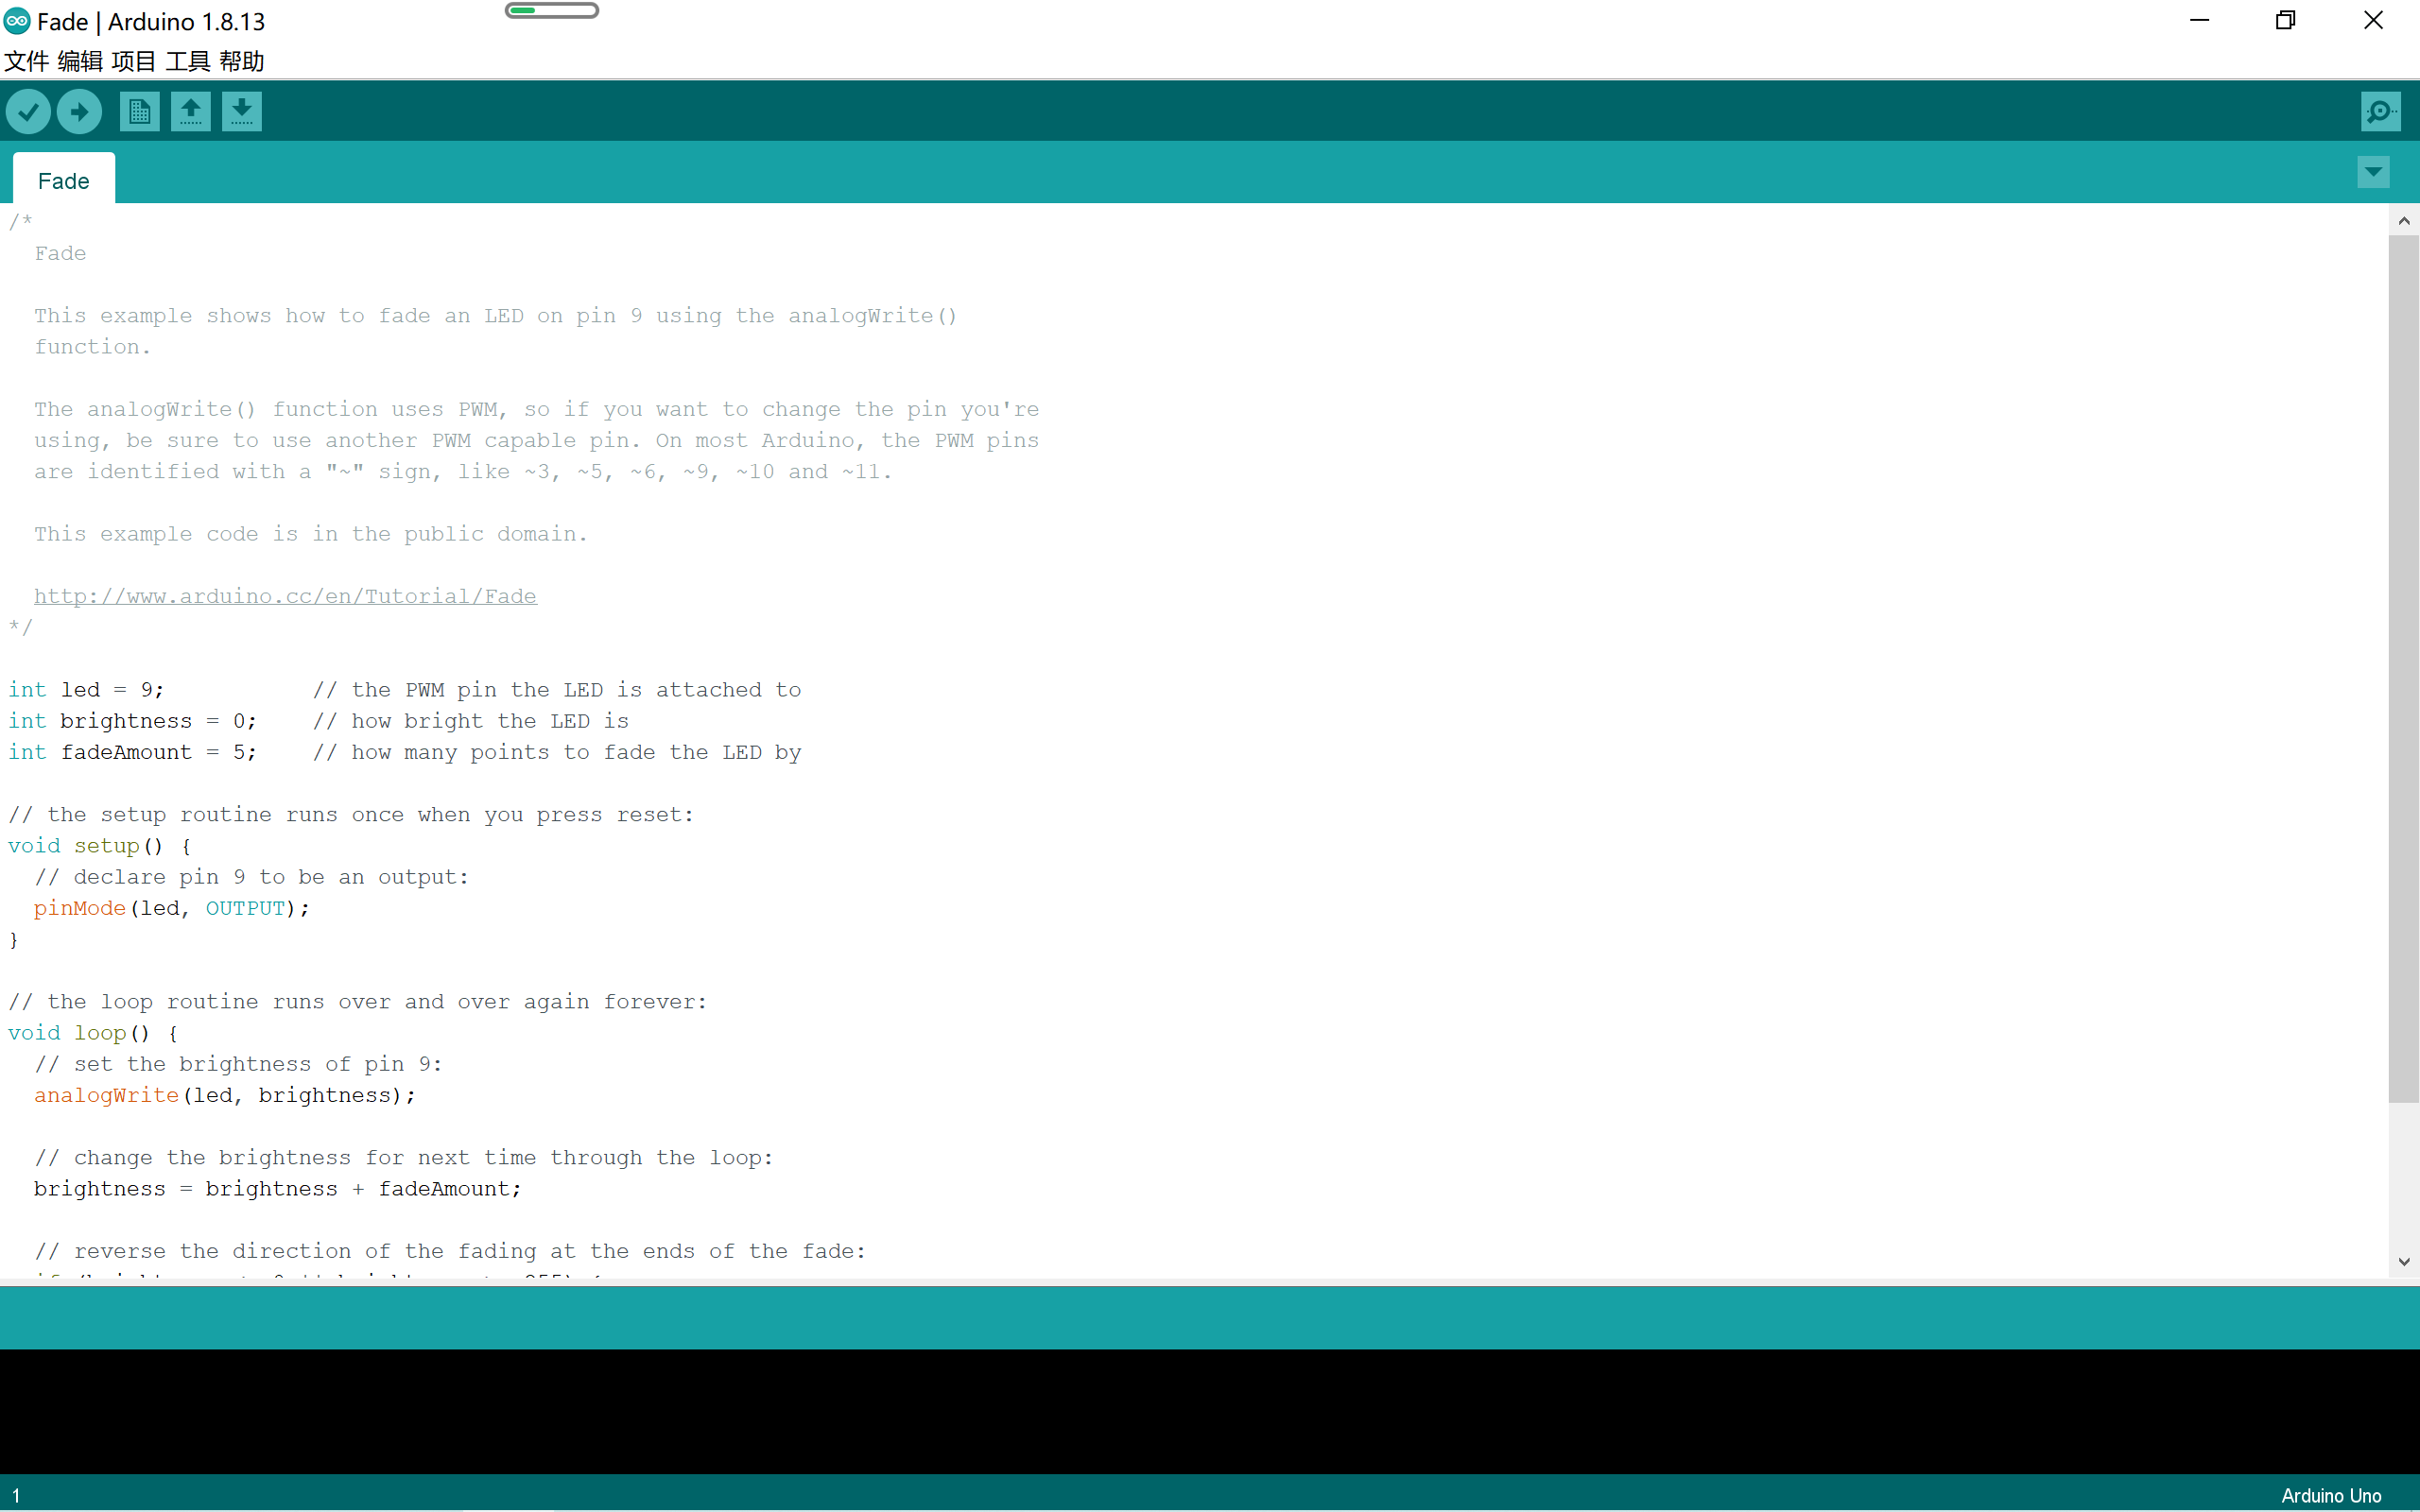 Fade | Arduino 1.8.13
文件 编辑 项目 工具 帮助
Fade
/*
  Fade

  This example shows how to fade an LED on pin 9 using the analogWrite()
  function.

  The analogWrite() function uses PWM, so if you want to change the pin you're
  using, be sure to use another PWM capable pin. On most Arduino, the PWM pins
  are identified with a "~" sign, like ~3, ~5, ~6, ~9, ~10 and ~11.

  This example code is in the public domain.

  http://www.arduino.cc/en/Tutorial/Fade
*/

int led = 9;           // the PWM pin the LED is attached to
int brightness = 0;    // how bright the LED is
int fadeAmount = 5;    // how many points to fade the LED by

// the setup routine runs once when you press reset:
void setup() {
  // declare pin 9 to be an output:
  pinMode(led, OUTPUT);
}

// the loop routine runs over and over again forever:
void loop() {
  // set the brightness of pin 9:
  analogWrite(led, brightness);

  // change the brightness for next time through the loop:
  brightness = brightness + fadeAmount;

  // reverse the direction of the fading at the ends of the fade:
1
Arduino Uno